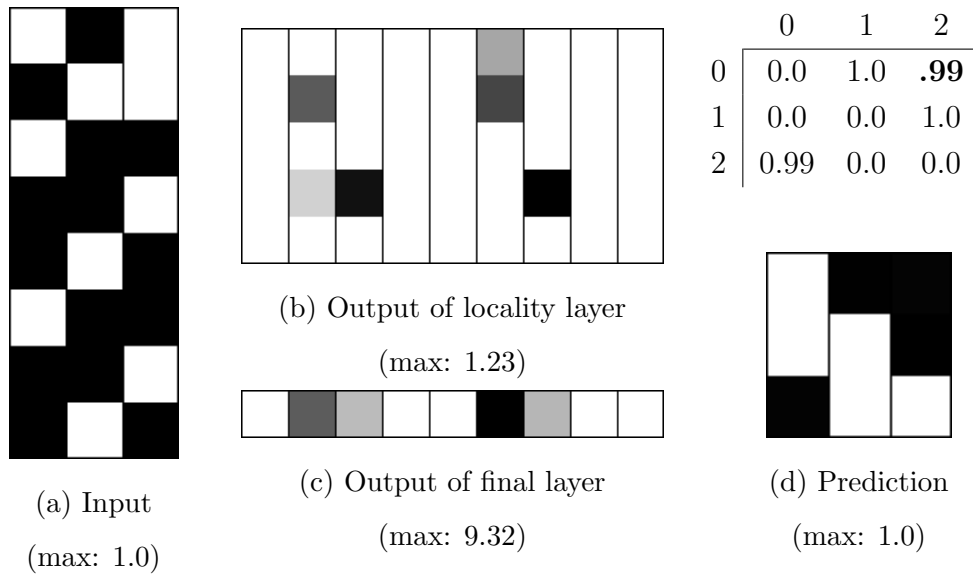 0 1 2
0 0.0 1.0 .99
1 0.0 0.0 1.0
2 0.99 0.0 0.0
(b) Output of locality layer
(max: 1.23)
(c) Output of final layer
(max: 9.32)
(d) Prediction
(max: 1.0)
(a) Input
(max: 1.0)